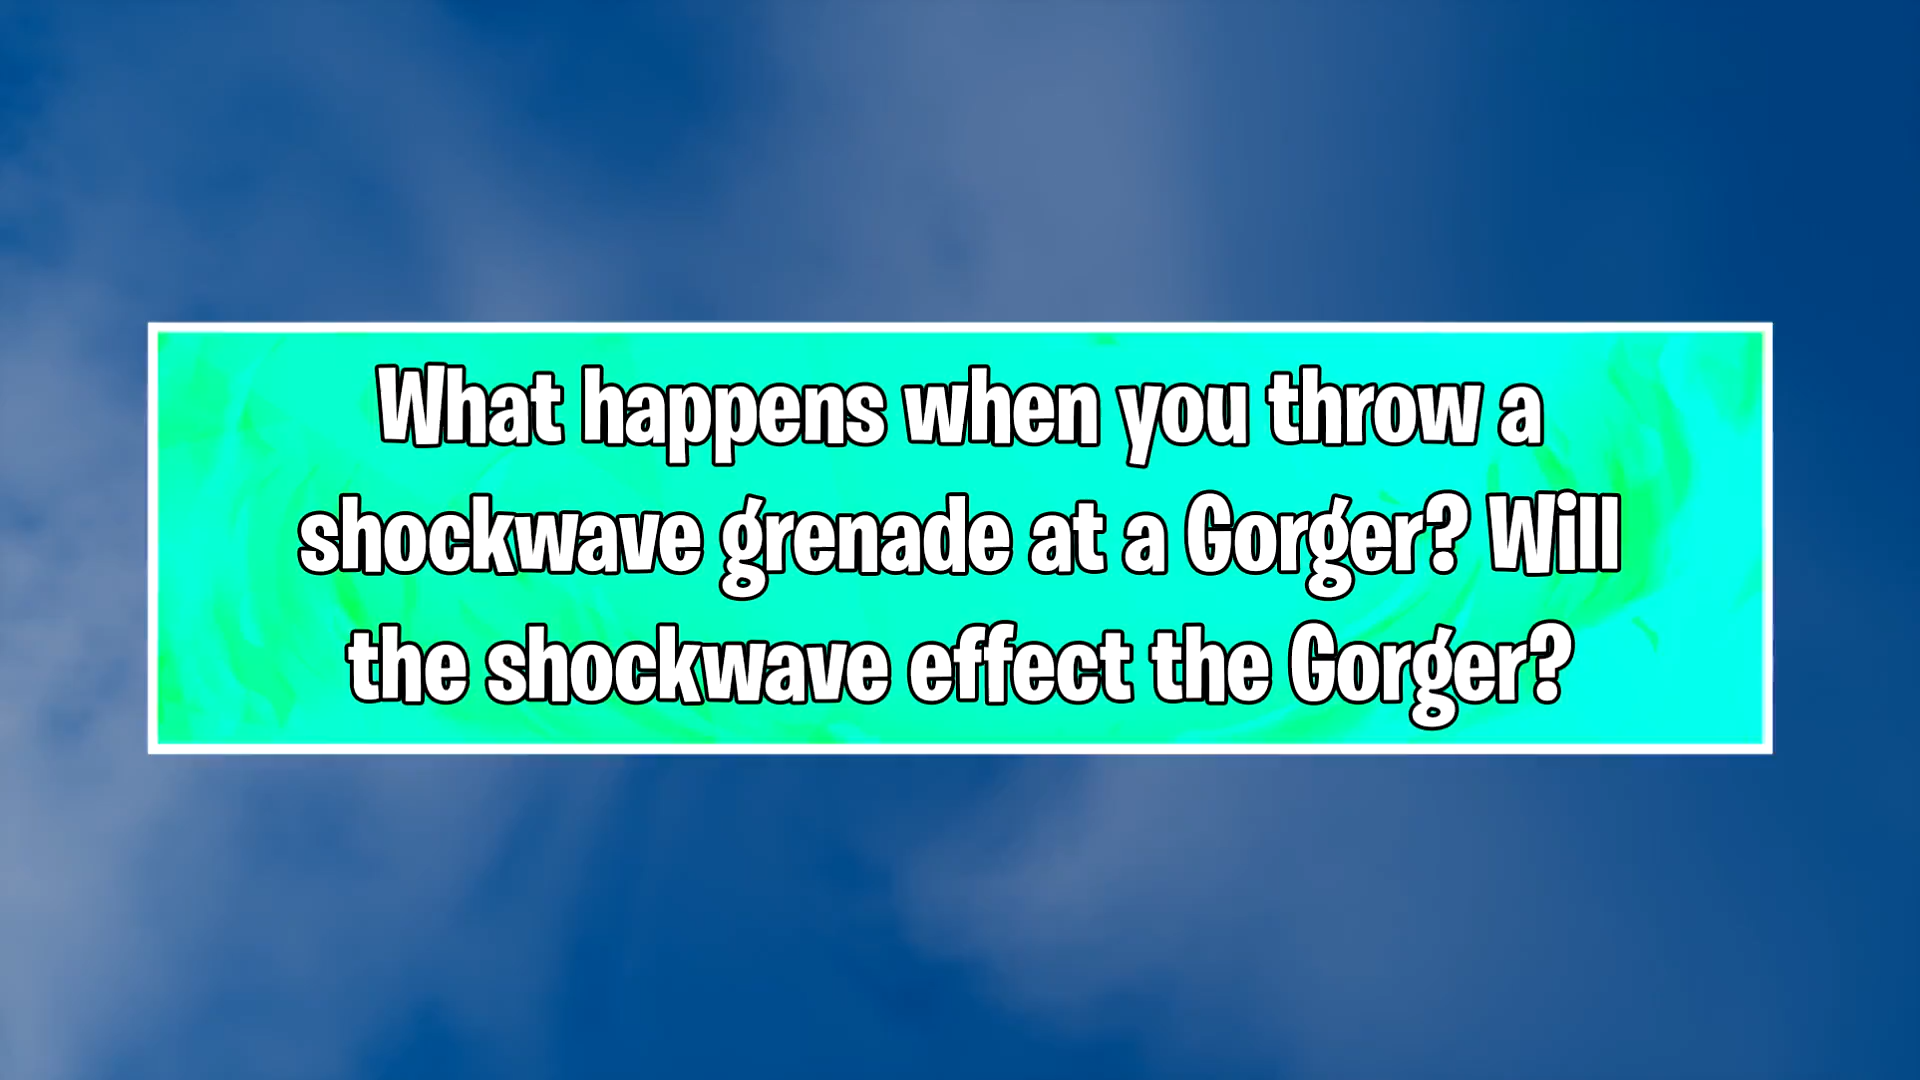 What happens when you throw a
shockwave grenade at a Gorger? Will
the shockwave effect the Gorger?